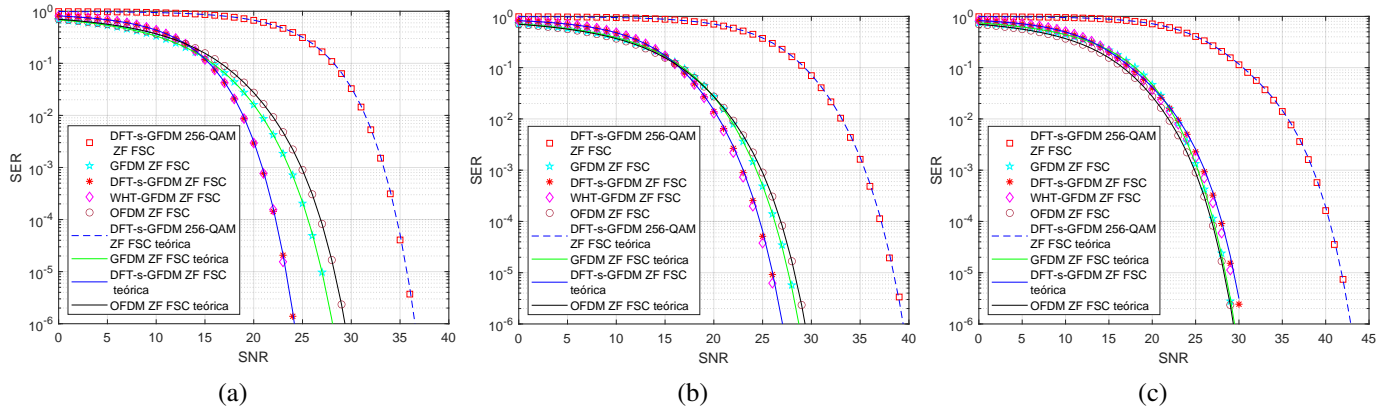 10^0
10^-1
10^-2
10^-3
10^-4
10^-5
10^-6
SER
DFT-s-GFDM 256-QAM
ZF FSC
GFDM ZF FSC
DFT-s-GFDM ZF FSC
WHT-GFDM ZF FSC
OFDM ZF FSC
DFT-s-GFDM 256-QAM
ZF FSC teórica
GFDM ZF FSC teórica
DFT-s-GFDM ZF FSC
teórica
OFDM ZF FSC teórica
0 5 10 15 20 25 30 35 40
SNR
(a)
10^0
10^-1
10^-2
10^-3
10^-4
10^-5
10^-6
SER
DFT-s-GFDM 256-QAM
ZF FSC
GFDM ZF FSC
DFT-s-GFDM ZF FSC
WHT-GFDM ZF FSC
OFDM ZF FSC
DFT-s-GFDM 256-QAM
ZF FSC teórica
GFDM ZF FSC teórica
DFT-s-GFDM ZF FSC
teórica
OFDM ZF FSC teórica
0 5 10 15 20 25 30 35 40
SNR
(b)
10^0
10^-1
10^-2
10^-3
10^-4
10^-5
10^-6
SER
DFT-s-GFDM 256-QAM
ZF FSC
GFDM ZF FSC
DFT-s-GFDM ZF FSC
WHT-GFDM ZF FSC
OFDM ZF FSC
DFT-s-GFDM 256-QAM
ZF FSC teórica
GFDM ZF FSC teórica
DFT-s-GFDM ZF FSC
teórica
OFDM ZF FSC teórica
0 5 10 15 20 25 30 35 40 45
SNR
(c)